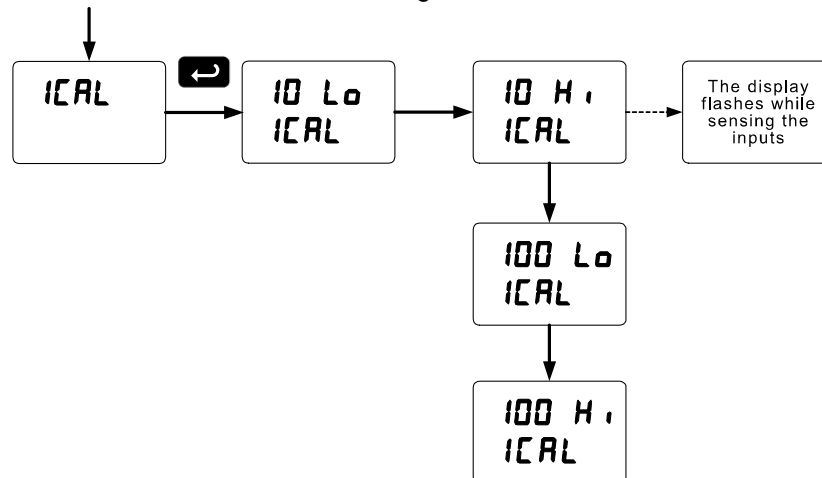 ICAL
10 Lo
ICAL
10 Hi
ICAL
The display
flashes while
sensing the
inputs
100 Lo
ICAL
100 Hi
ICAL